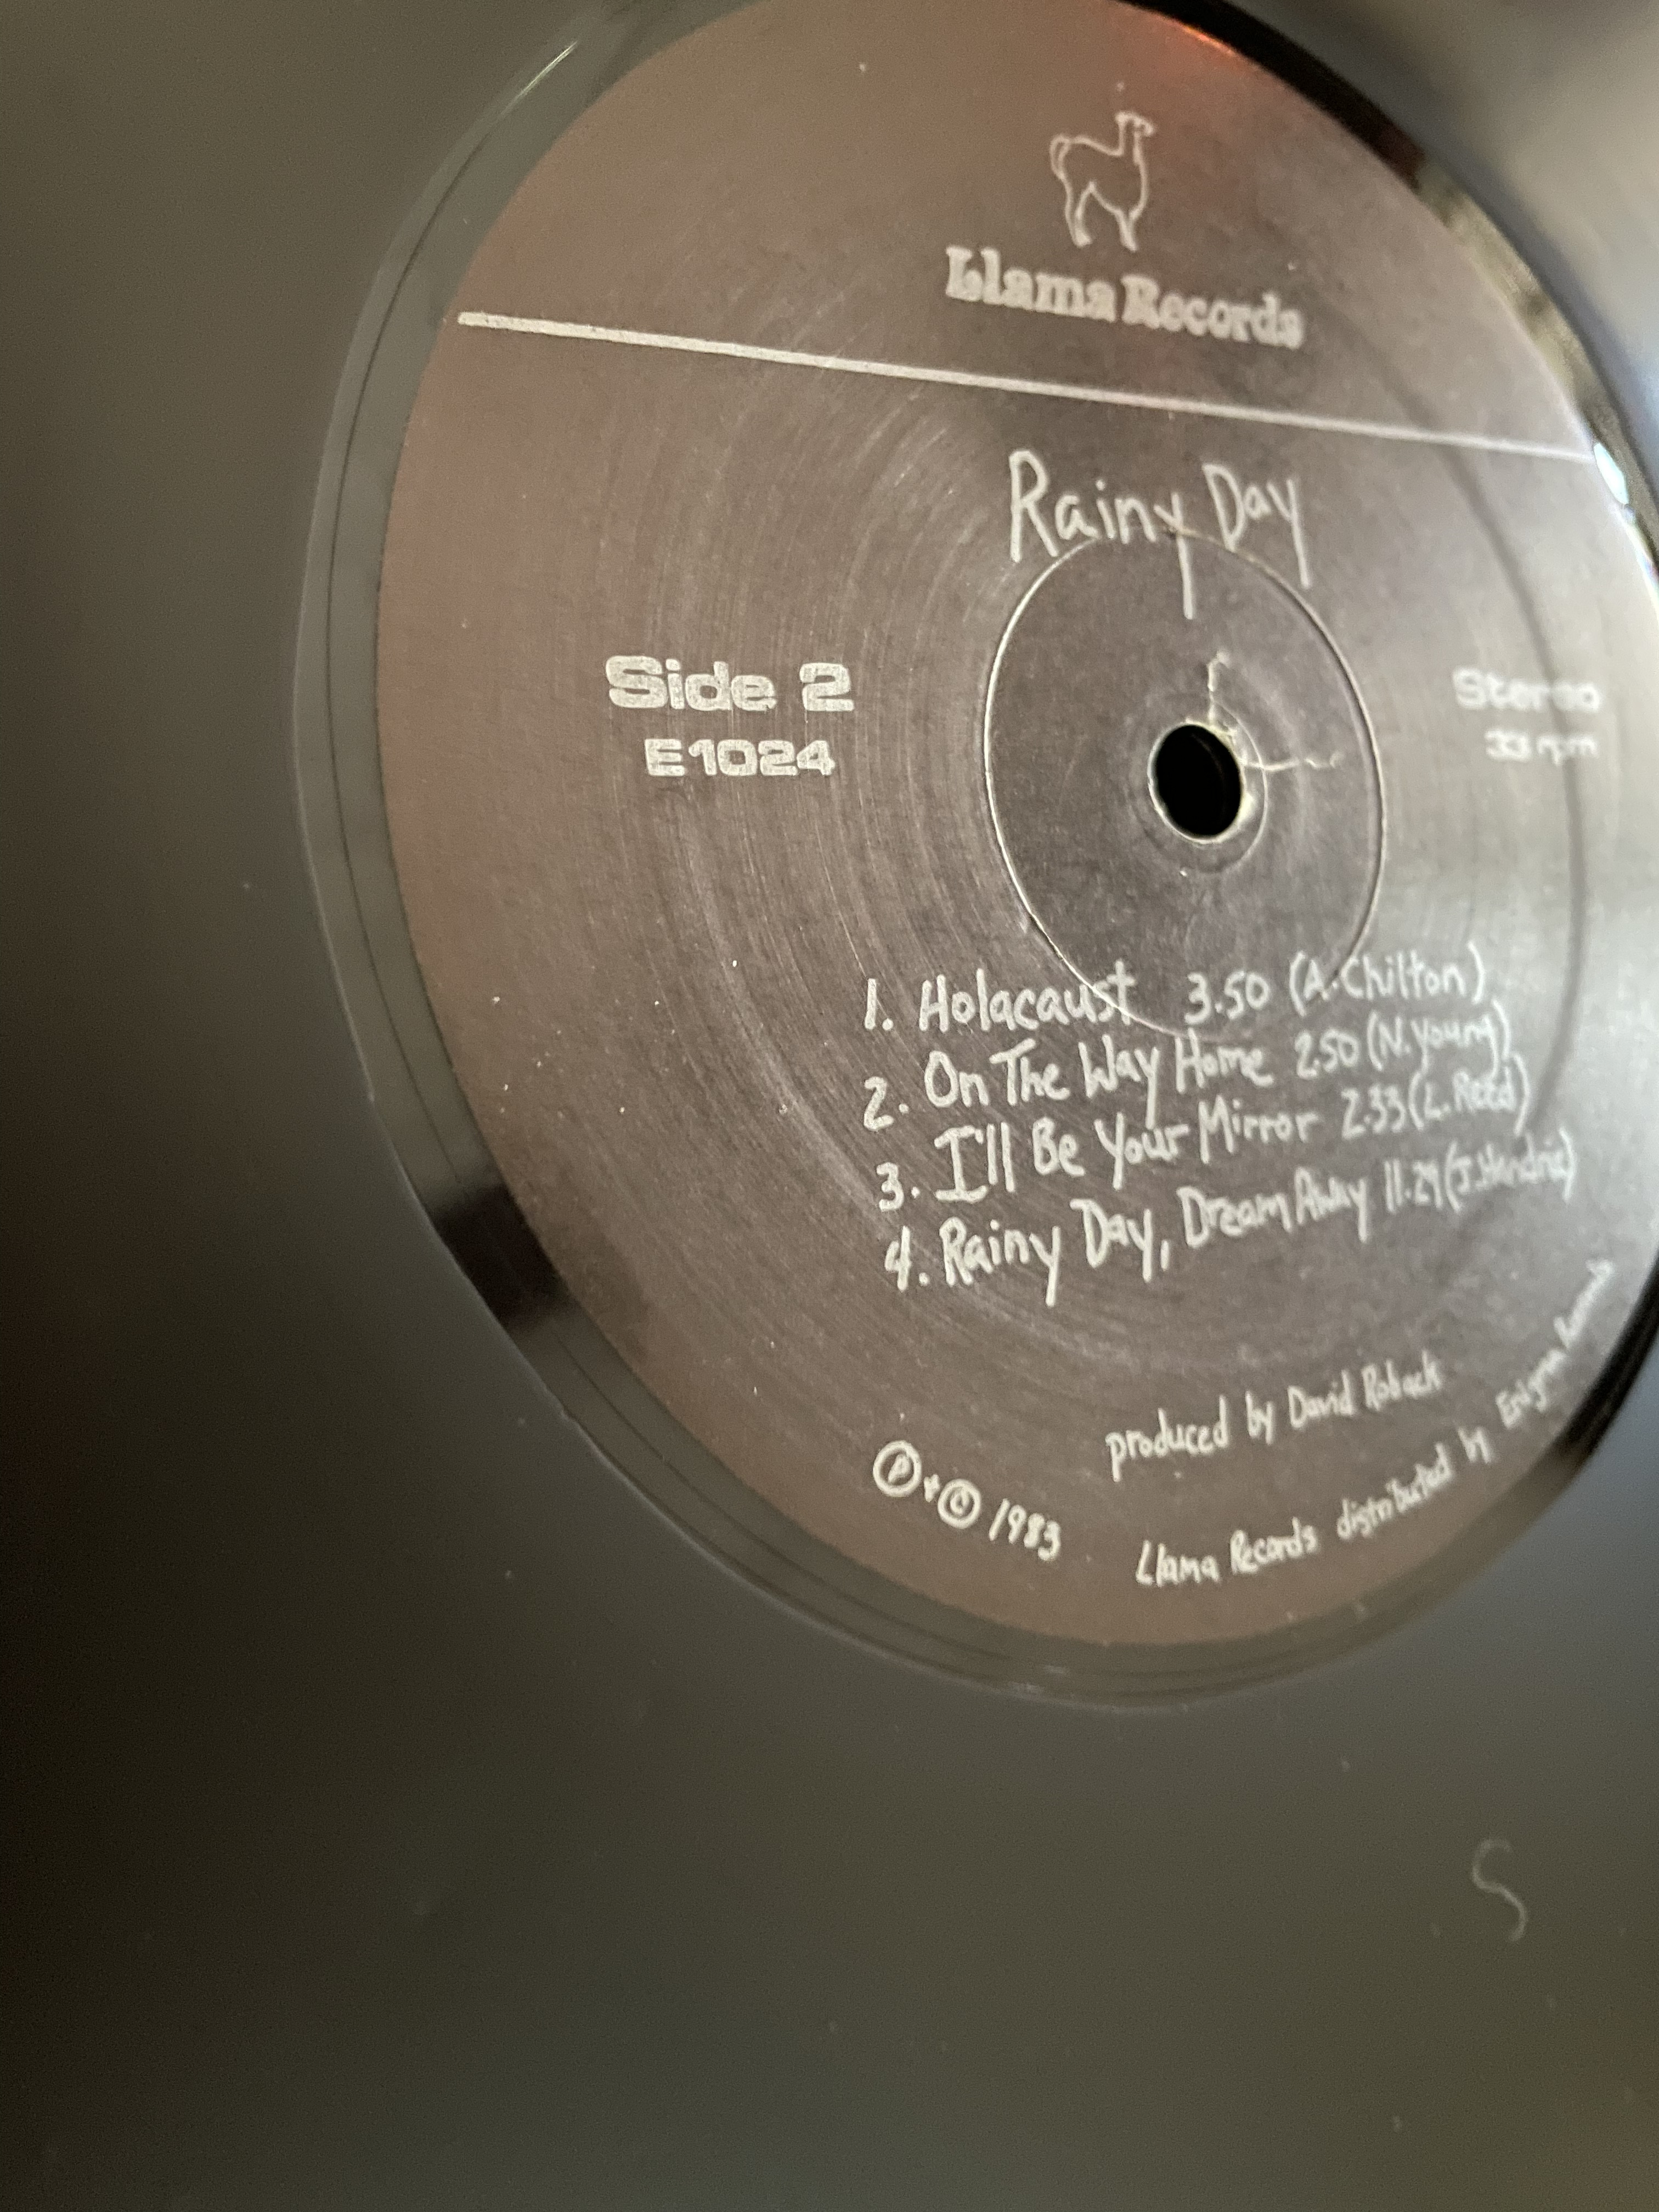 Llama Records
Rainy Day
Side 2
E1024
Stereo
33 rpm
1. Holacaust 3.50 (A.Chilton)
2. On The Way Home 2.50 (N.Young)
3. I'll Be Your Mirror 2.33 (L.Reed)
4. Rainy Day, Dream Away 11.29 (J.Hendrix)
produced by David Roback
Ⓟ + © 1983
Llama Records distributed by Enigma Records